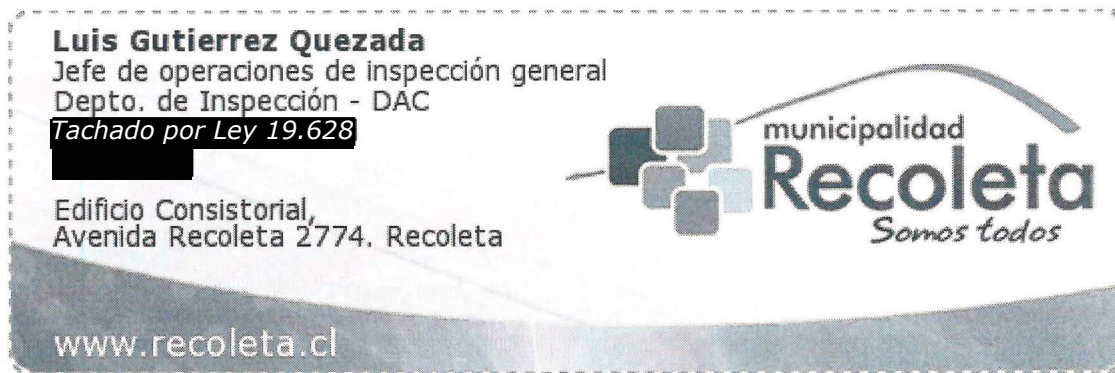 Luis Gutierrez Quezada
Jefe de operaciones de inspección general
Depto. de Inspección - DAC
Tachado por Ley 19.628
Edificio Consistorial,
Avenida Recoleta 2774. Recoleta
www.recoleta.cl
municipalidad
Recoleta
Somos todos